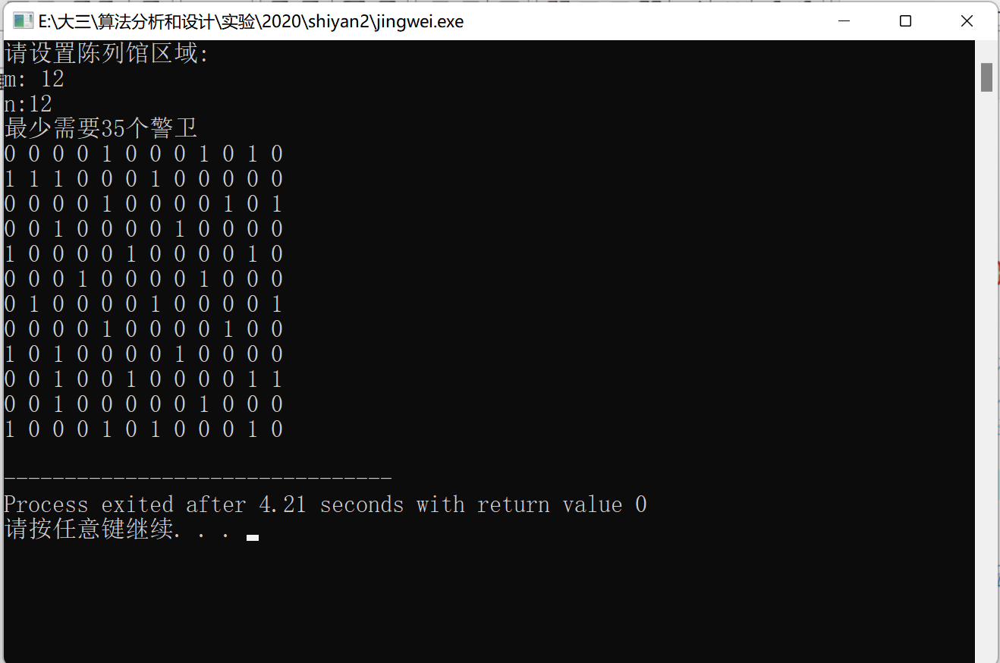 E:\大三\算法分析和设计\实验\2020\shiyan2\jingwei.exe
请设置陈列馆区域:
m: 12
n:12
最少需要35个警卫
0 0 0 0 1 0 0 0 1 0 1 0
1 1 1 0 0 0 1 0 0 0 0 0
0 0 0 0 1 0 0 0 0 1 0 1
0 0 1 0 0 0 0 1 0 0 0 0
1 0 0 0 0 1 0 0 0 0 1 0
0 0 0 1 0 0 0 0 1 0 0 0
0 1 0 0 0 0 1 0 0 0 0 1
0 0 0 0 1 0 0 0 0 1 0 0
1 0 1 0 0 0 0 1 0 0 0 0
0 0 1 0 0 1 0 0 0 0 1 1
0 0 1 0 0 0 0 0 1 0 0 0
1 0 0 0 1 0 1 0 0 0 1 0
--------------------------------
Process exited after 4.21 seconds with return value 0
请按任意键继续. . .